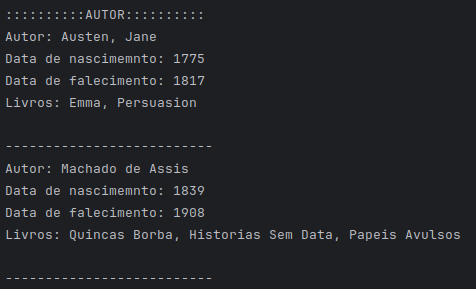 ::::::::::AUTOR::::::::::
Autor: Austen, Jane
Data de nascimemnto: 1775
Data de falecimento: 1817
Livros: Emma, Persuasion
--------------------------
Autor: Machado de Assis
Data de nascimemnto: 1839
Data de falecimento: 1908
Livros: Quincas Borba, Historias Sem Data, Papeis Avulsos
--------------------------